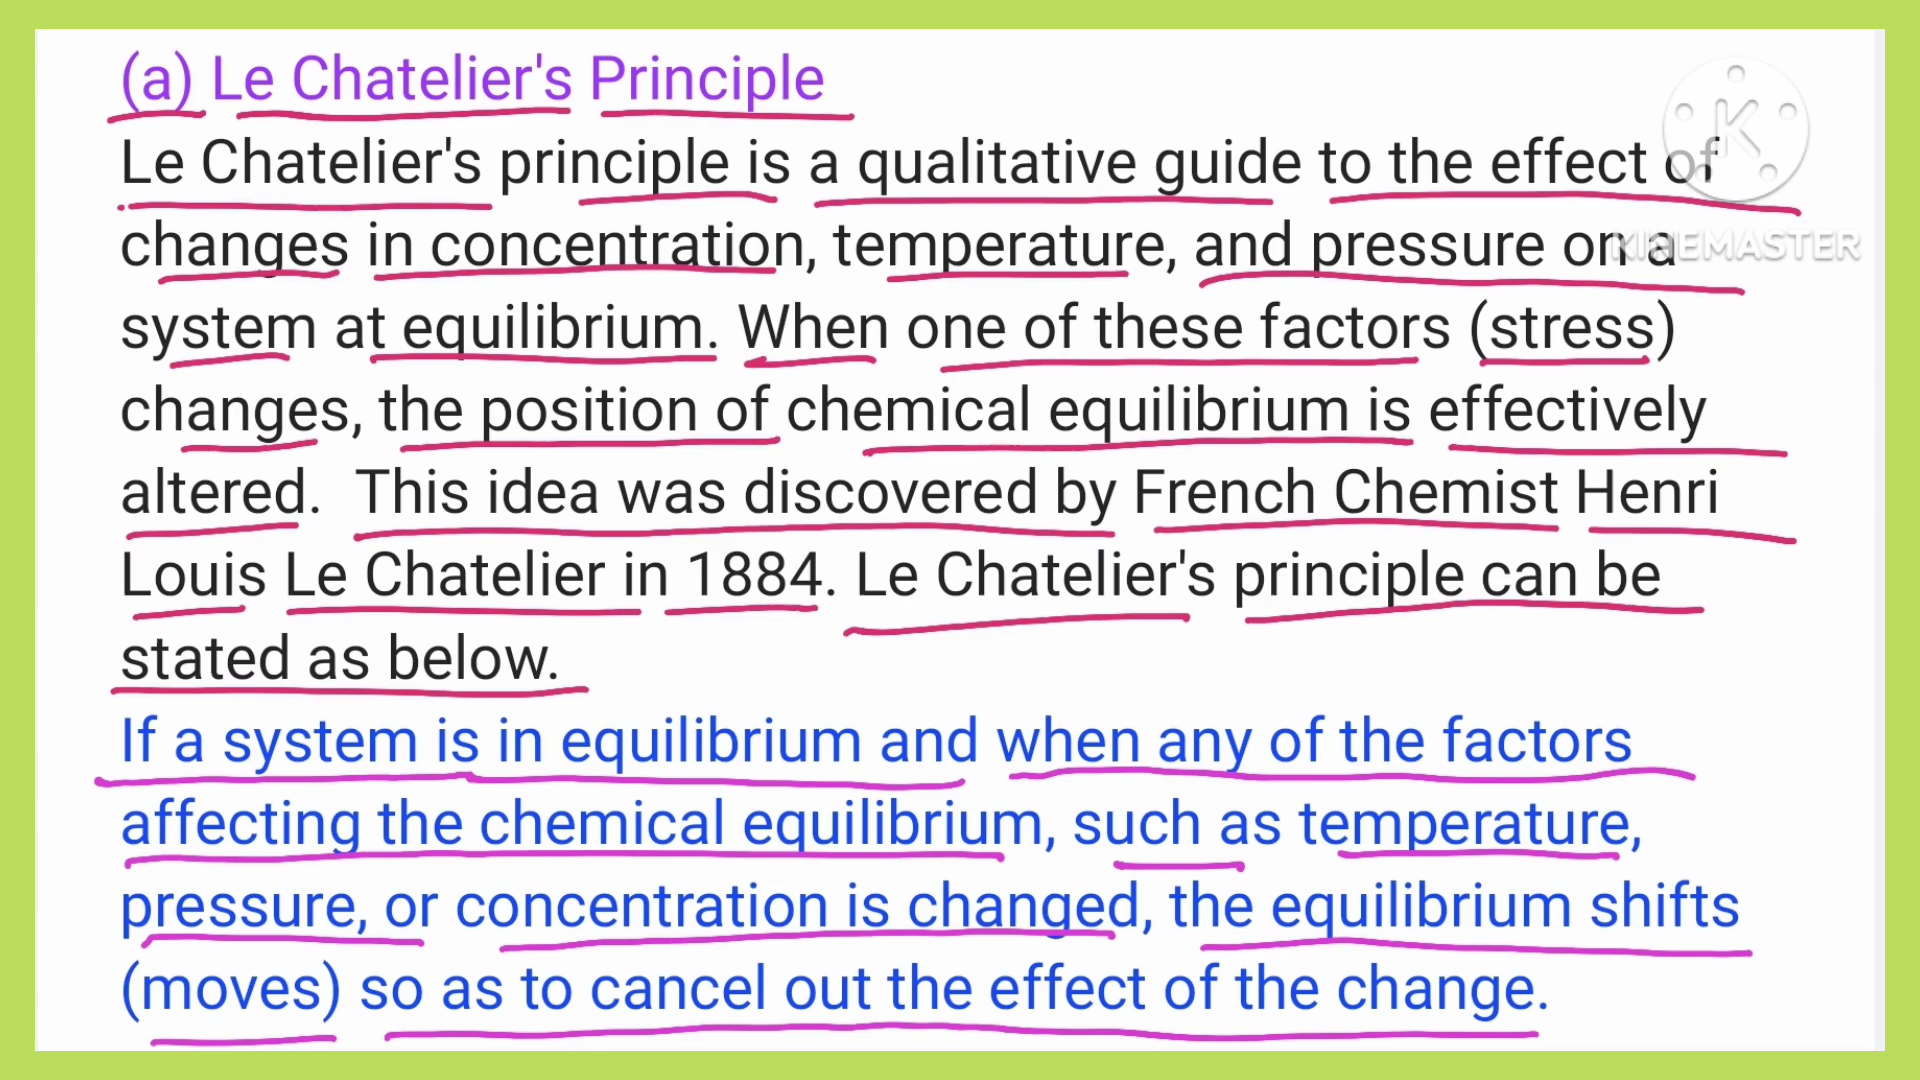 (a) Le Chatelier's Principle
Le Chatelier's principle is a qualitative guide to the effect of
changes in concentration, temperature, and pressure on a
system at equilibrium. When one of these factors (stress)
changes, the position of chemical equilibrium is effectively
altered.  This idea was discovered by French Chemist Henri
Louis Le Chatelier in 1884. Le Chatelier's principle can be
stated as below.
If a system is in equilibrium and when any of the factors
affecting the chemical equilibrium, such as temperature,
pressure, or concentration is changed, the equilibrium shifts
(moves) so as to cancel out the effect of the change.
K
KINEMASTER